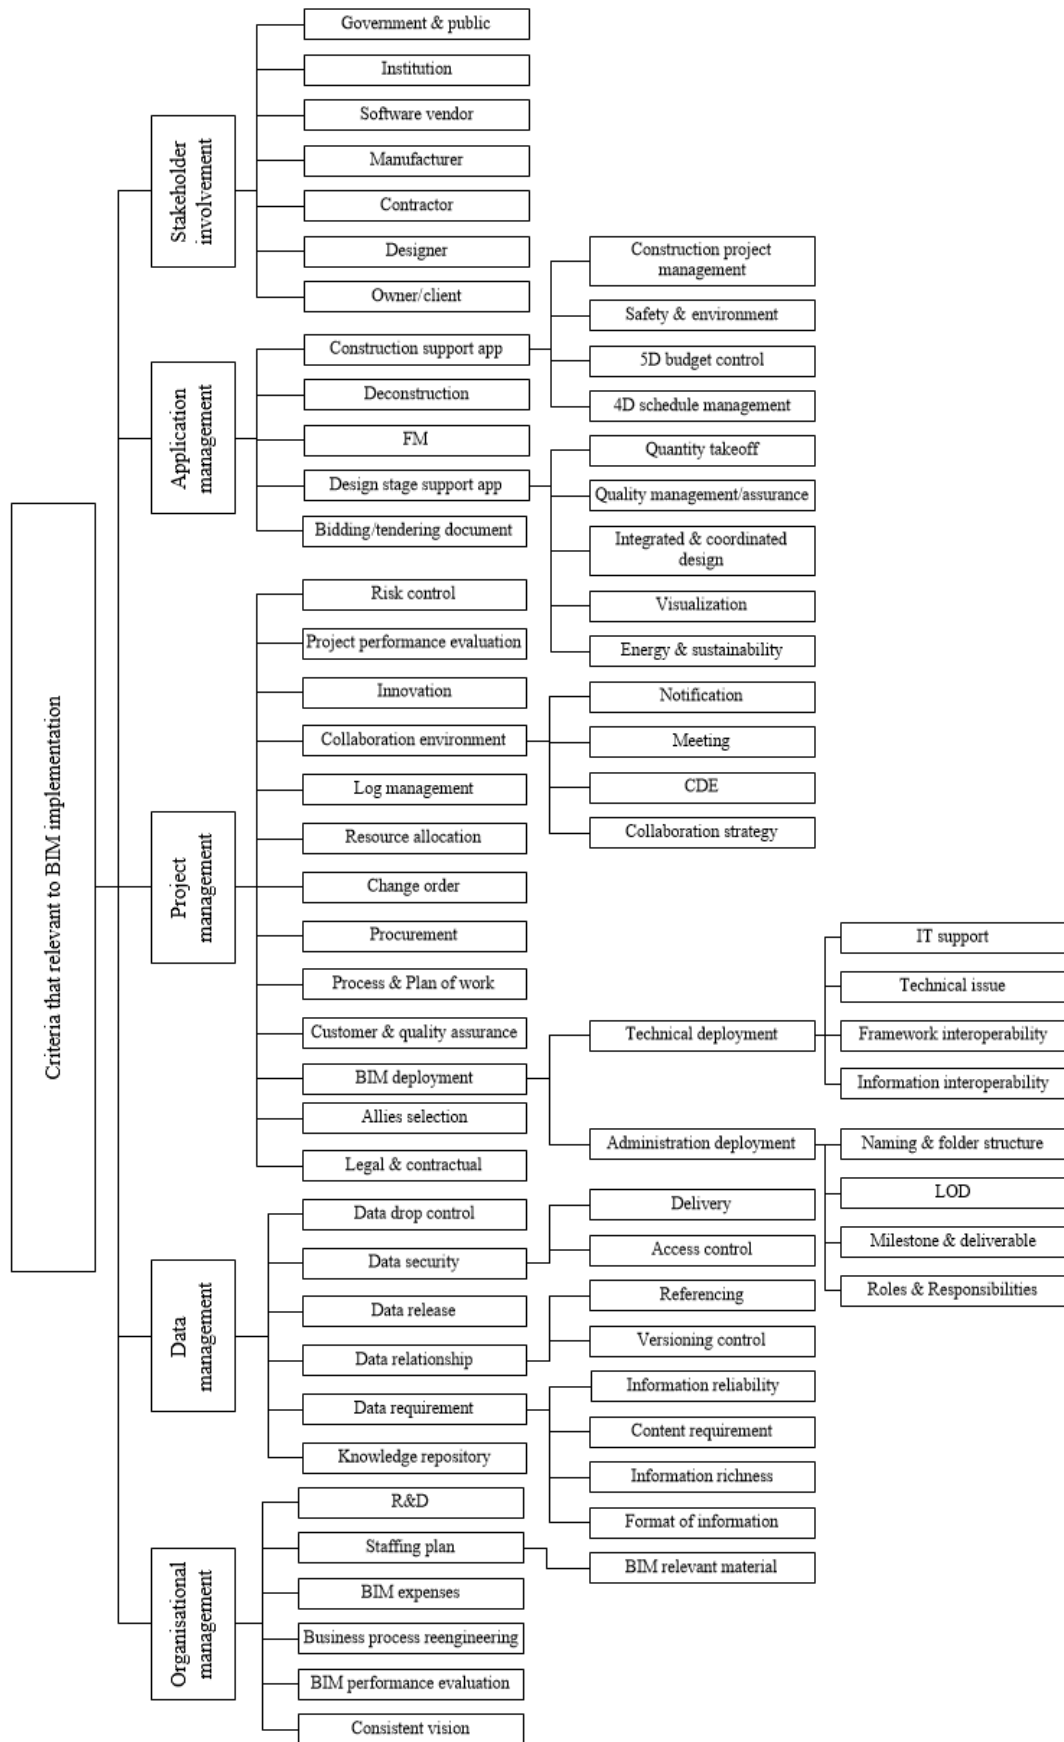 Criteria that relevant to BIM implementation
Stakeholder
involvement
Government & public
Institution
Software vendor
Manufacturer
Contractor
Designer
Owner/client
Application
management
Construction support app
Construction project
management
Safety & environment
5D budget control
4D schedule management
Deconstruction
FM
Design stage support app
Quantity takeoff
Quality management/assurance
Integrated & coordinated
design
Visualization
Energy & sustainability
Bidding/tendering document
Project
management
Risk control
Project performance evaluation
Innovation
Collaboration environment
Notification
Meeting
CDE
Collaboration strategy
Log management
Resource allocation
Change order
Procurement
Process & Plan of work
Customer & quality assurance
BIM deployment
Technical deployment
IT support
Technical issue
Framework interoperability
Information interoperability
Administration deployment
Naming & folder structure
LOD
Milestone & deliverable
Roles & Responsibilities
Allies selection
Legal & contractual
Data
management
Data drop control
Data security
Delivery
Access control
Data release
Data relationship
Referencing
Versioning control
Data requirement
Information reliability
Content requirement
Information richness
Format of information
Knowledge repository
Organisational
management
R&D
Staffing plan
BIM relevant material
BIM expenses
Business process reengineering
BIM performance evaluation
Consistent vision